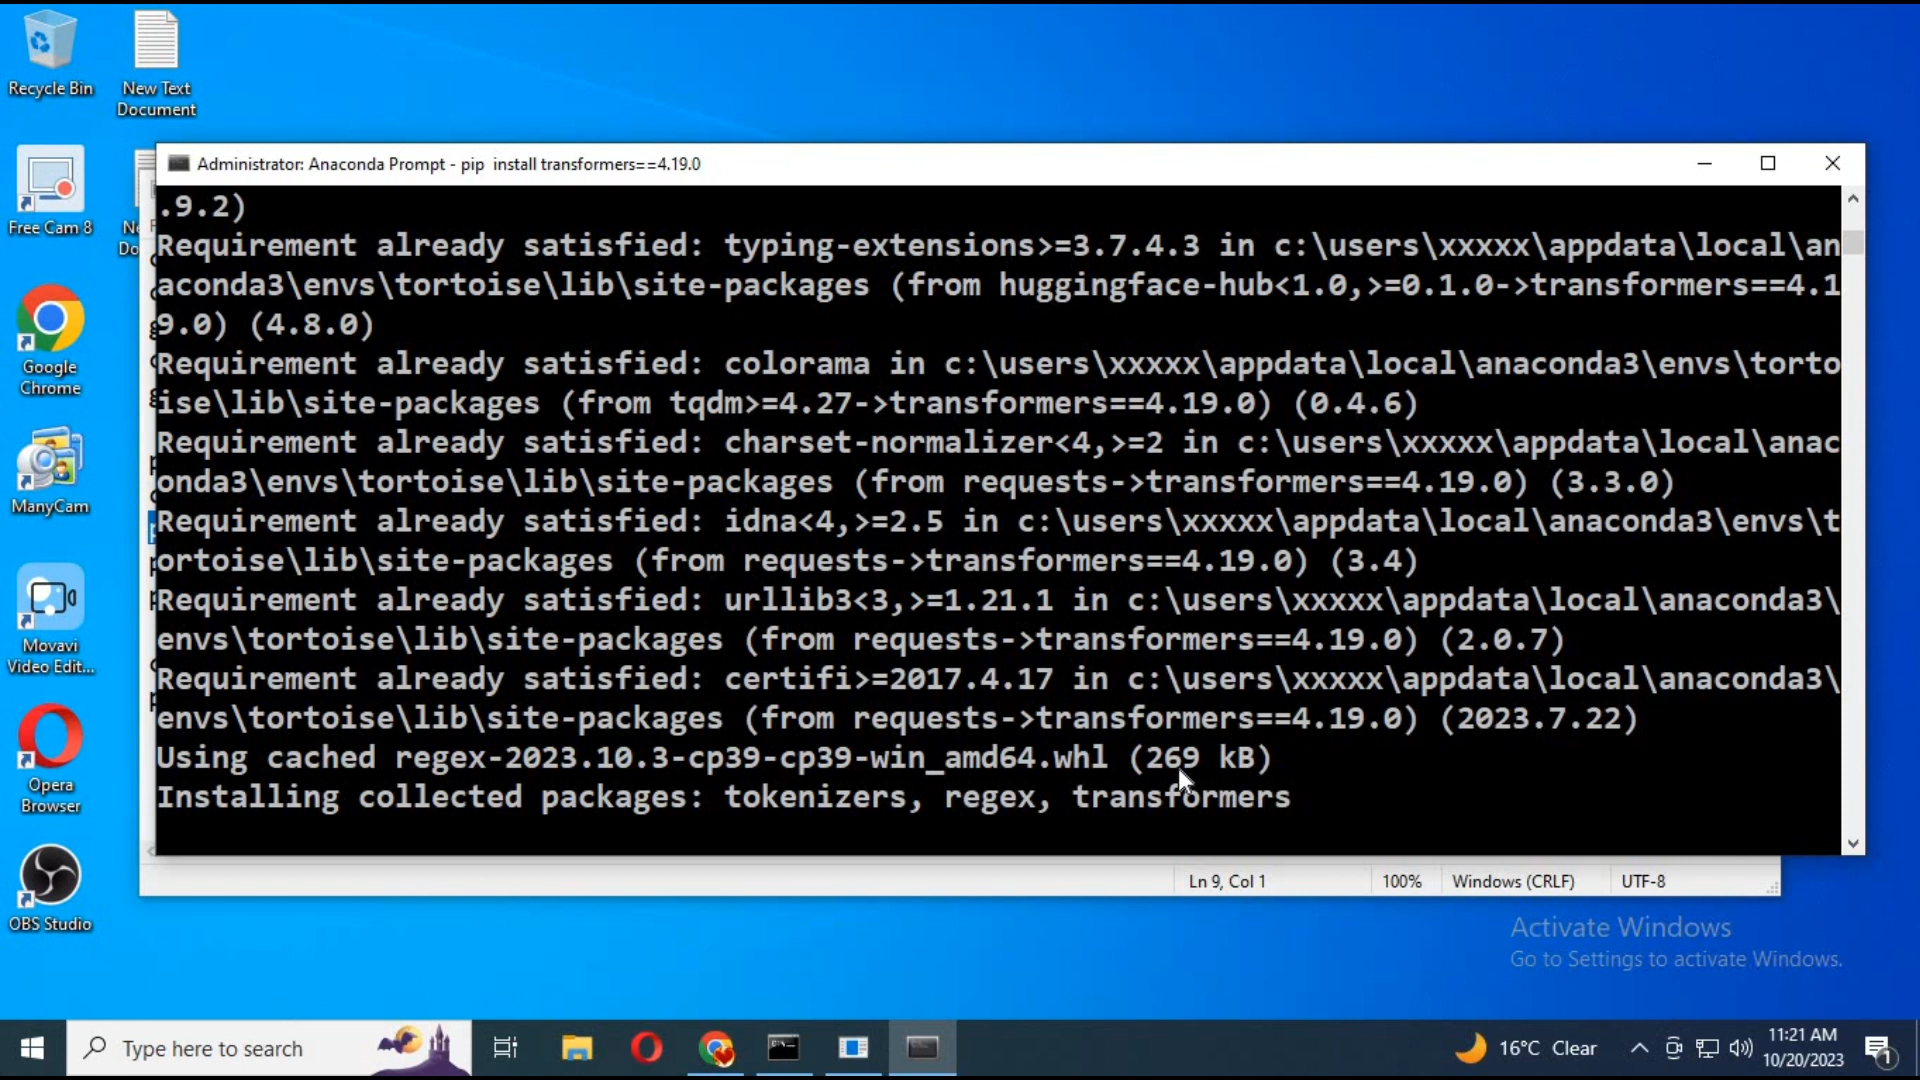 Recycle Bin
New Text
Document
Free Cam 8
Google
Chrome
ManyCam
Movavi
Video Edit...
Opera
Browser
OBS Studio
Administrator: Anaconda Prompt - pip  install transformers==4.19.0
.9.2)
Requirement already satisfied: typing-extensions>=3.7.4.3 in c:\users\xxxxx\appdata\local\an
aconda3\envs\tortoise\lib\site-packages (from huggingface-hub<1.0,>=0.1.0->transformers==4.1
9.0) (4.8.0)
Requirement already satisfied: colorama in c:\users\xxxxx\appdata\local\anaconda3\envs\torto
ise\lib\site-packages (from tqdm>=4.27->transformers==4.19.0) (0.4.6)
Requirement already satisfied: charset-normalizer<4,>=2 in c:\users\xxxxx\appdata\local\anac
onda3\envs\tortoise\lib\site-packages (from requests->transformers==4.19.0) (3.3.0)
Requirement already satisfied: idna<4,>=2.5 in c:\users\xxxxx\appdata\local\anaconda3\envs\t
ortoise\lib\site-packages (from requests->transformers==4.19.0) (3.4)
Requirement already satisfied: urllib3<3,>=1.21.1 in c:\users\xxxxx\appdata\local\anaconda3\
envs\tortoise\lib\site-packages (from requests->transformers==4.19.0) (2.0.7)
Requirement already satisfied: certifi>=2017.4.17 in c:\users\xxxxx\appdata\local\anaconda3\
envs\tortoise\lib\site-packages (from requests->transformers==4.19.0) (2023.7.22)
Using cached regex-2023.10.3-cp39-cp39-win_amd64.whl (269 kB)
Installing collected packages: tokenizers, regex, transformers
Ln 9, Col 1
100%
Windows (CRLF)
UTF-8
Activate Windows
Go to Settings to activate Windows.
Type here to search
16°C Clear
11:21 AM
10/20/2023
1